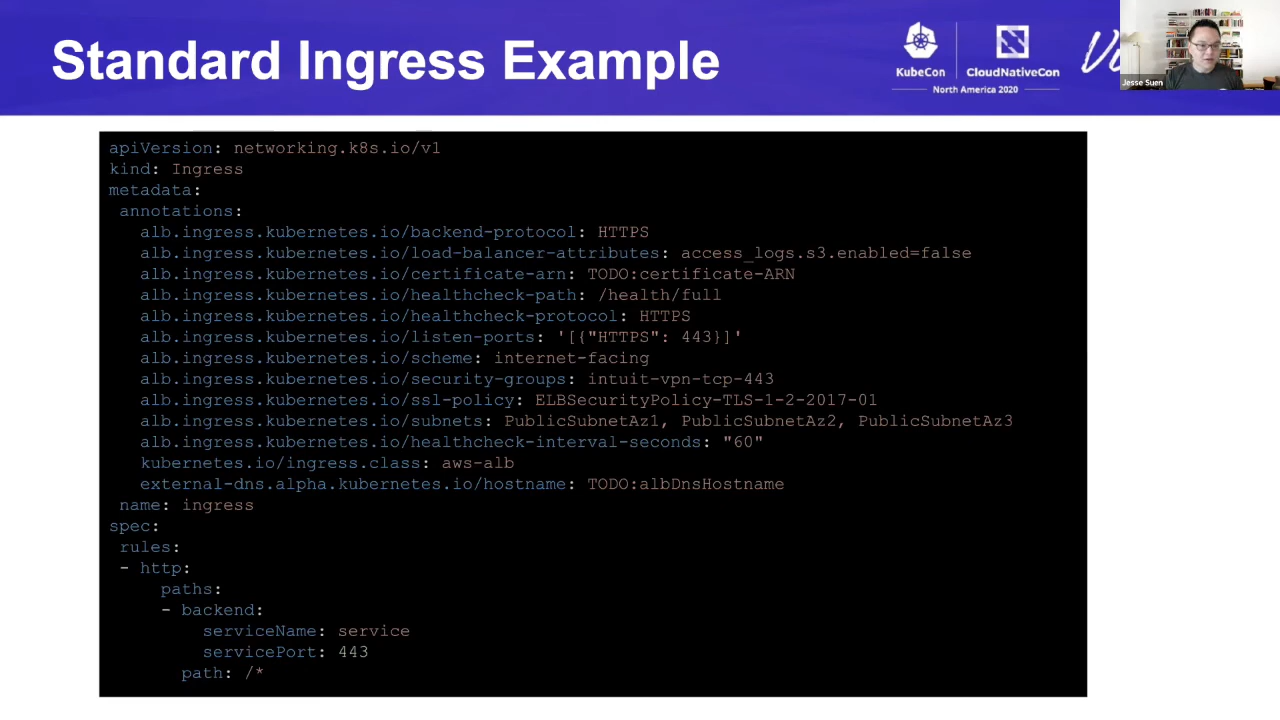 Standard Ingress Example
KubeCon
CloudNativeCon
North America 2020
Jesse Suen
apiVersion: networking.k8s.io/v1
kind: Ingress
metadata:
 annotations:
   alb.ingress.kubernetes.io/backend-protocol: HTTPS
   alb.ingress.kubernetes.io/load-balancer-attributes: access_logs.s3.enabled=false
   alb.ingress.kubernetes.io/certificate-arn: TODO:certificate-ARN
   alb.ingress.kubernetes.io/healthcheck-path: /health/full
   alb.ingress.kubernetes.io/healthcheck-protocol: HTTPS
   alb.ingress.kubernetes.io/listen-ports: '[{"HTTPS": 443}]'
   alb.ingress.kubernetes.io/scheme: internet-facing
   alb.ingress.kubernetes.io/security-groups: intuit-vpn-tcp-443
   alb.ingress.kubernetes.io/ssl-policy: ELBSecurityPolicy-TLS-1-2-2017-01
   alb.ingress.kubernetes.io/subnets: PublicSubnetAz1, PublicSubnetAz2, PublicSubnetAz3
   alb.ingress.kubernetes.io/healthcheck-interval-seconds: "60"
   kubernetes.io/ingress.class: aws-alb
   external-dns.alpha.kubernetes.io/hostname: TODO:albDnsHostname
 name: ingress
spec:
 rules:
 - http:
     paths:
     - backend:
         serviceName: service
         servicePort: 443
       path: /*